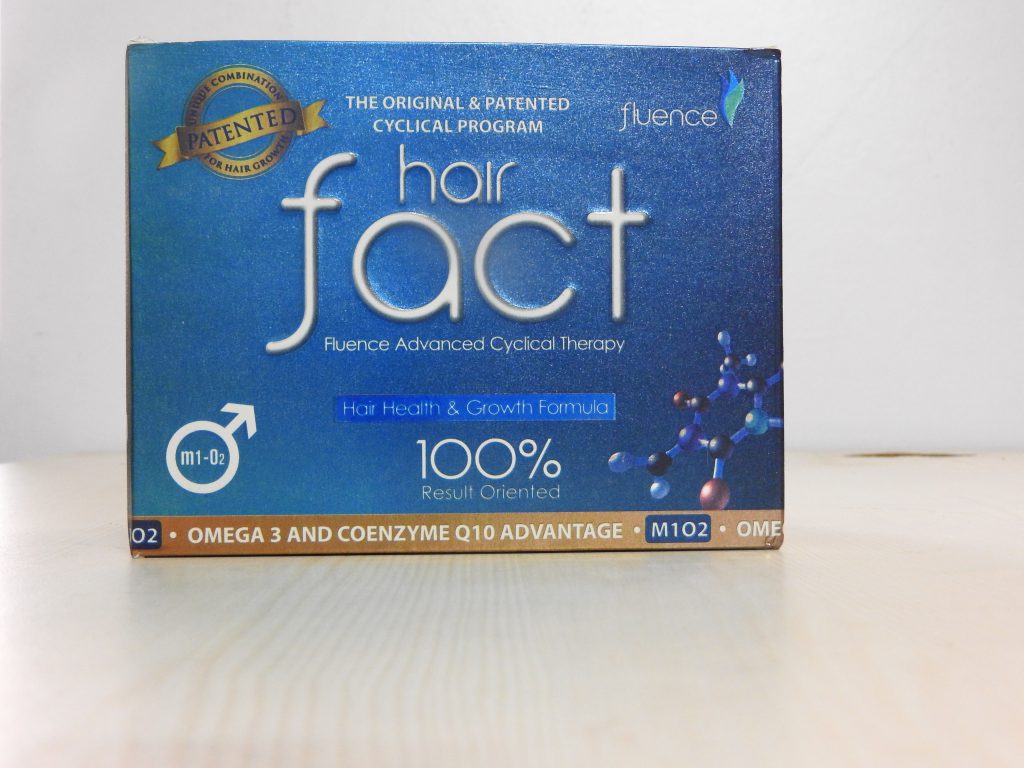 UNIQUE COMBINATION
PATENTED
FOR HAIR GROWTH
THE ORIGINAL & PATENTED
CYCLICAL PROGRAM
fluence
hair
fact
Fluence Advanced Cyclical Therapy
Hair Health & Growth Formula
m1-O2
100%
Result Oriented
O2 • OMEGA 3 AND COENZYME Q10 ADVANTAGE • M1O2 • OME